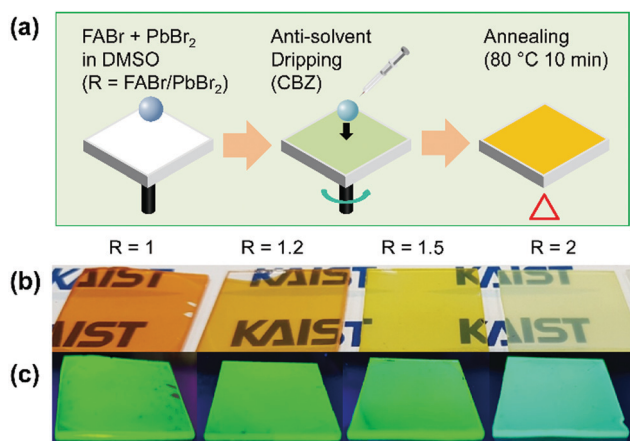 (a)
FABr + PbBr₂
in DMSO
(R = FABr/PbBr₂)
Anti-solvent
Dripping
(CBZ)
Annealing
(80 °C 10 min)
R = 1 R = 1.2 R = 1.5 R = 2
(b)
KAIST KAIST KAIST
KAIST KAIST KAIST
(c)